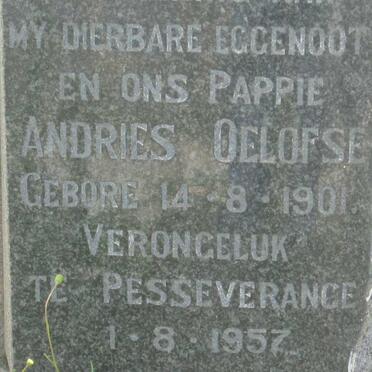 MY DIERBARE EGGENOOT
EN ONS PAPPIE
ANDRIES OELOFSE
GEBORE 14·8·1901.
VERONGELUK
TE PESSEVERANCE
1·8·1957.